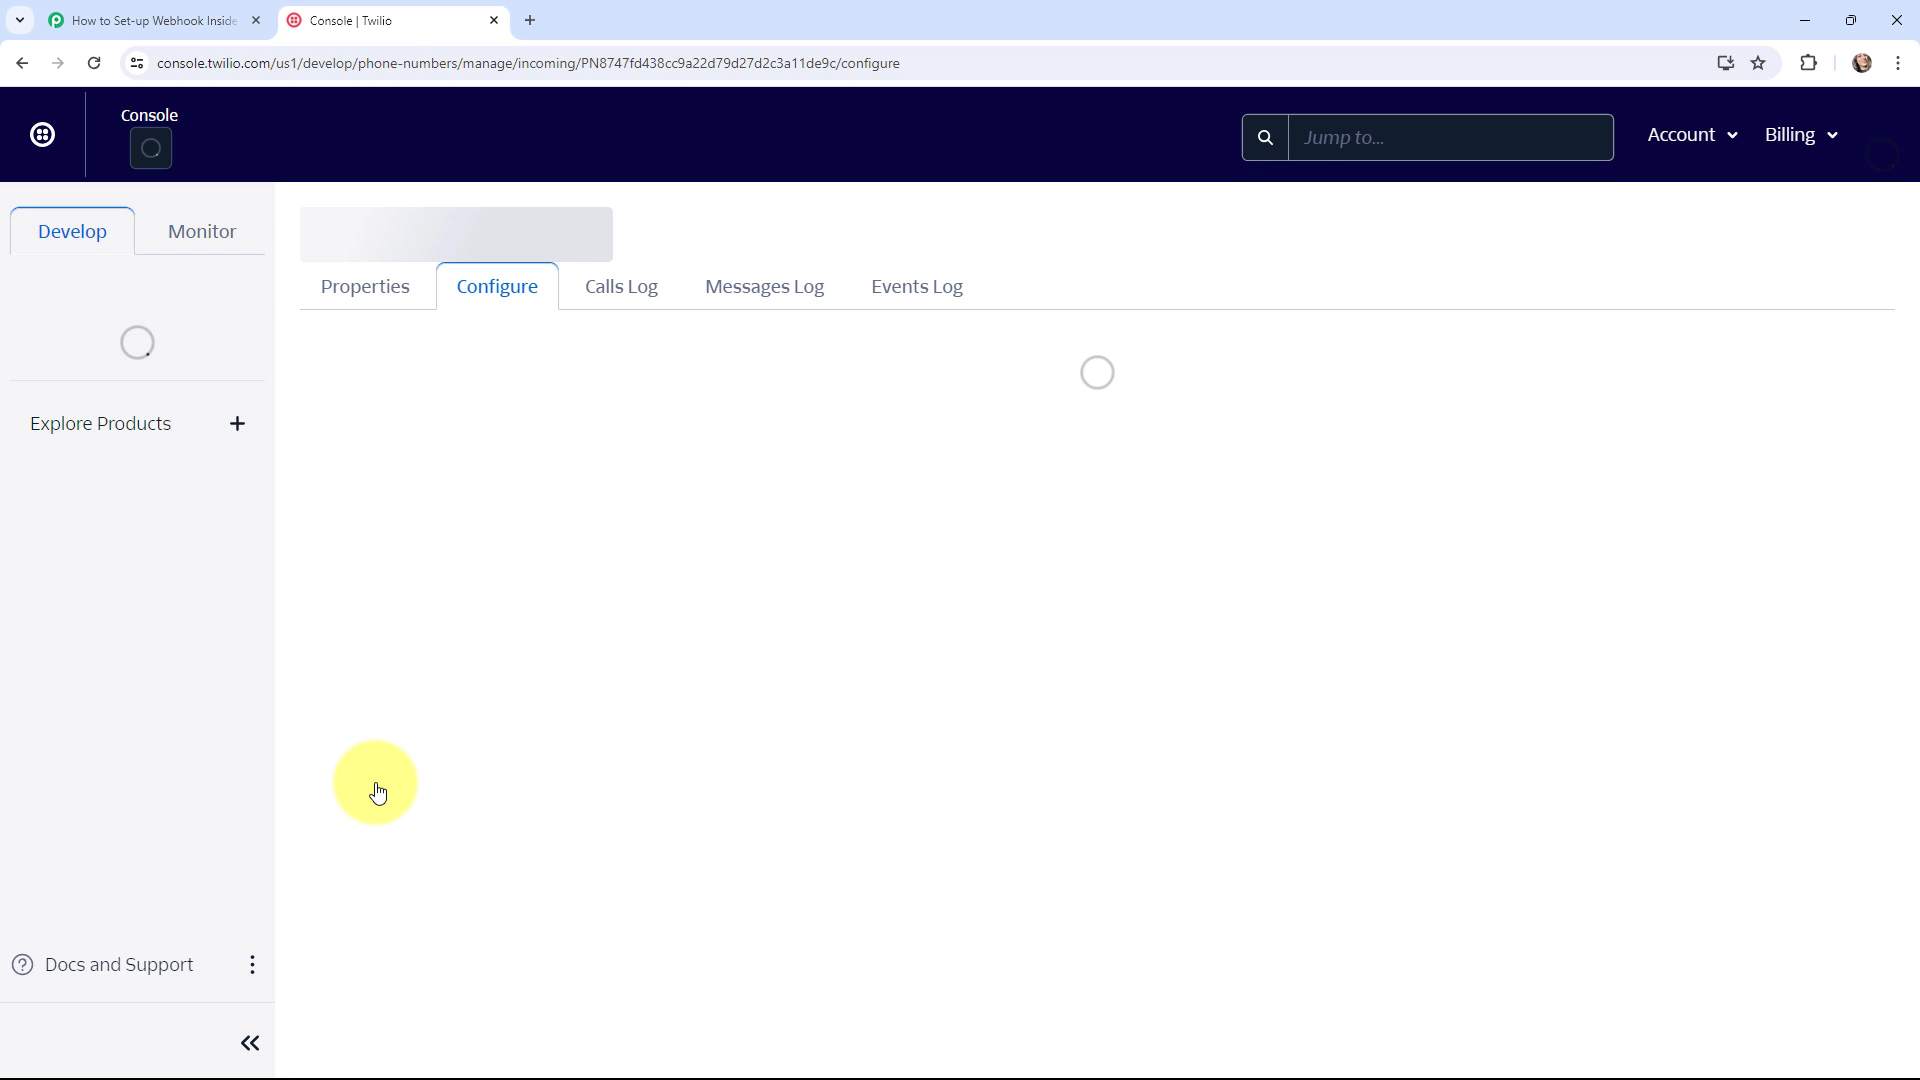 How to Set-up Webhook Inside
Console | Twilio
console.twilio.com/us1/develop/phone-numbers/manage/incoming/PN8747fd438cc9a22d79d27d2c3a11de9c/configure
Console
Jump to...
Account
Billing
Develop
Monitor
Properties
Configure
Calls Log
Messages Log
Events Log
Explore Products
Docs and Support